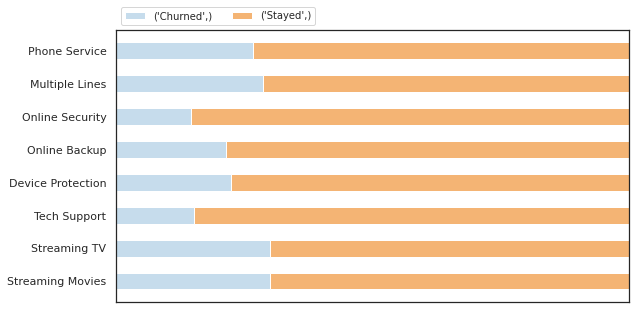 ('Churned',) ('Stayed',)
Phone Service
Multiple Lines
Online Security
Online Backup
Device Protection
Tech Support
Streaming TV
Streaming Movies